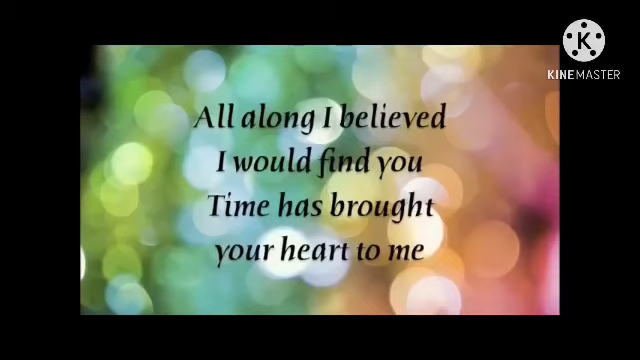 K
KINEMASTER
All along I believed
I would find you
Time has brought
your heart to me